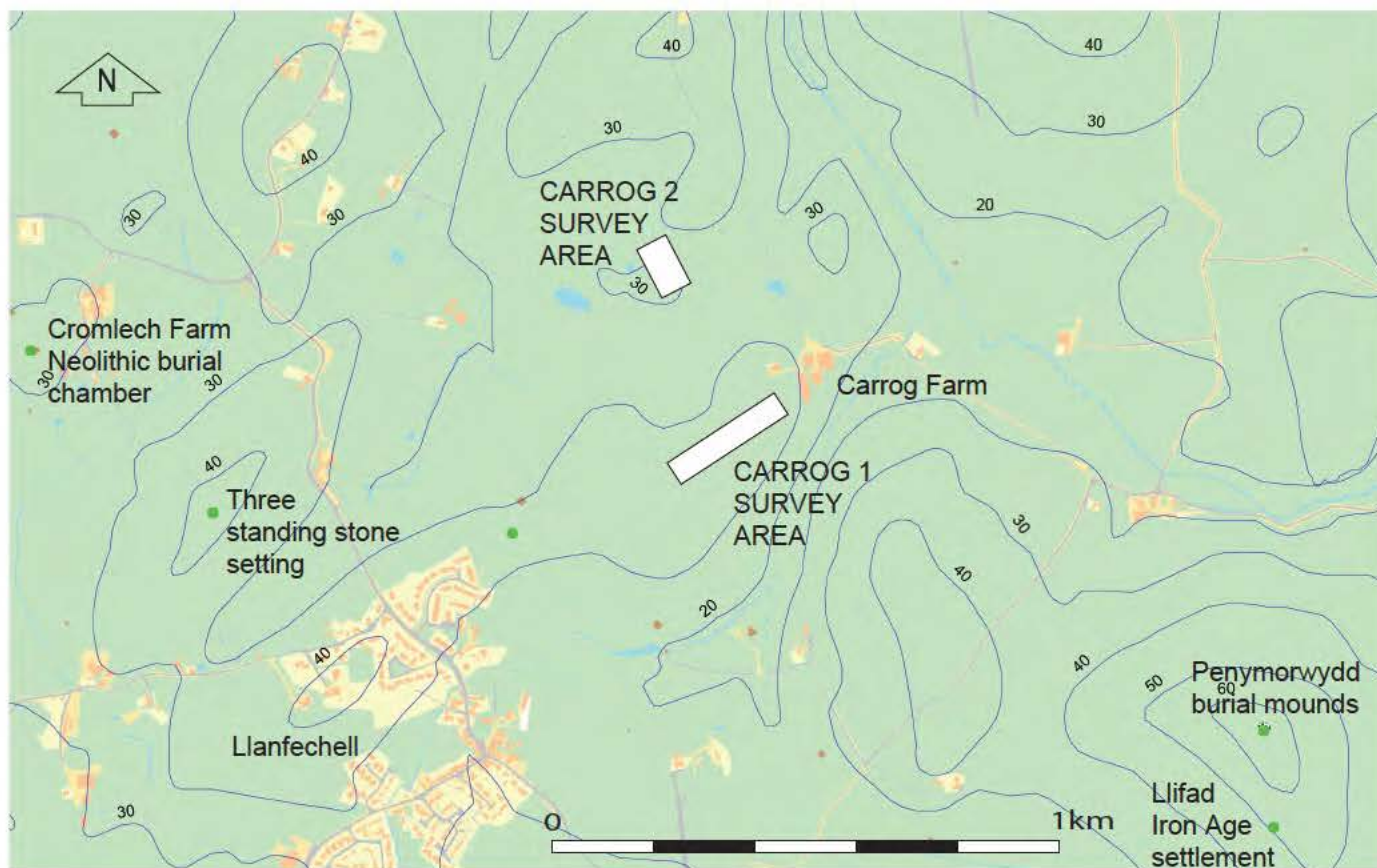 40
40
N
30
30
40
CARROG 2
SURVEY
AREA
20
30
30
30
30
Cromlech Farm
Neolithic burial
chamber
30
30
Carrog Farm
40
CARROG 1
SURVEY
AREA
Three
standing stone
setting
30
40
20
40
40
50
60
Penymorwydd
burial mounds
Llanfechell
30
0
1km
Llifad
Iron Age
settlement